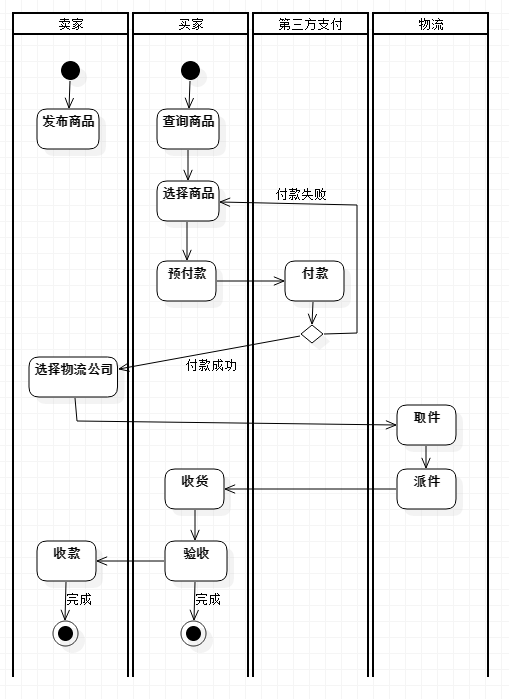 卖家
买家
第三方支付
物流
发布商品
查询商品
选择商品
付款失败
预付款
付款
付款成功
选择物流公司
取件
收货
派件
收款
验收
完成
完成